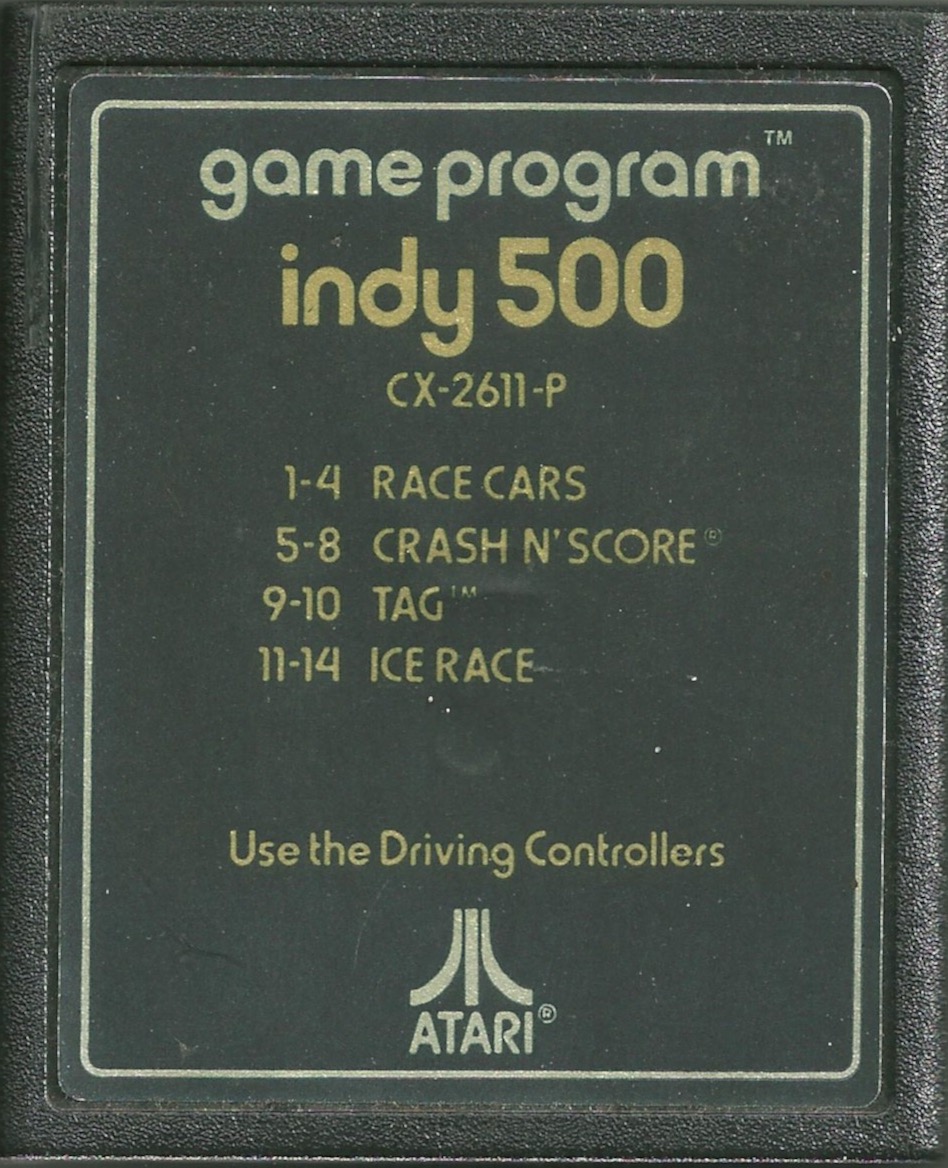 game program™
indy 500
CX-2611-P
1-4 RACE CARS
5-8 CRASH N' SCORE®
9-10 TAG™
11-14 ICE RACE
Use the Driving Controllers
ATARI®